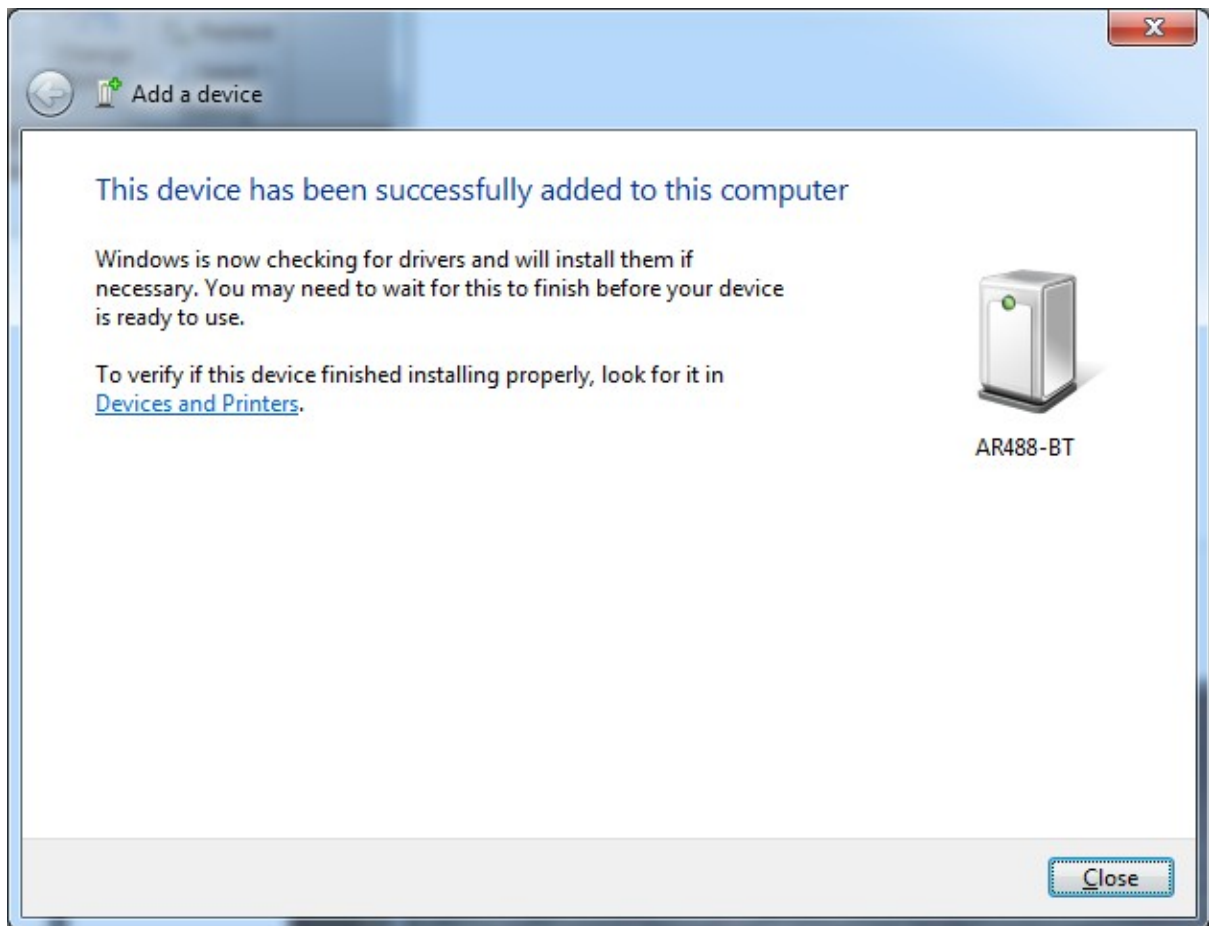 Add a device
This device has been successfully added to this computer
Windows is now checking for drivers and will install them if
necessary. You may need to wait for this to finish before your device
is ready to use.
To verify if this device finished installing properly, look for it in
Devices and Printers.
AR488-BT
Close